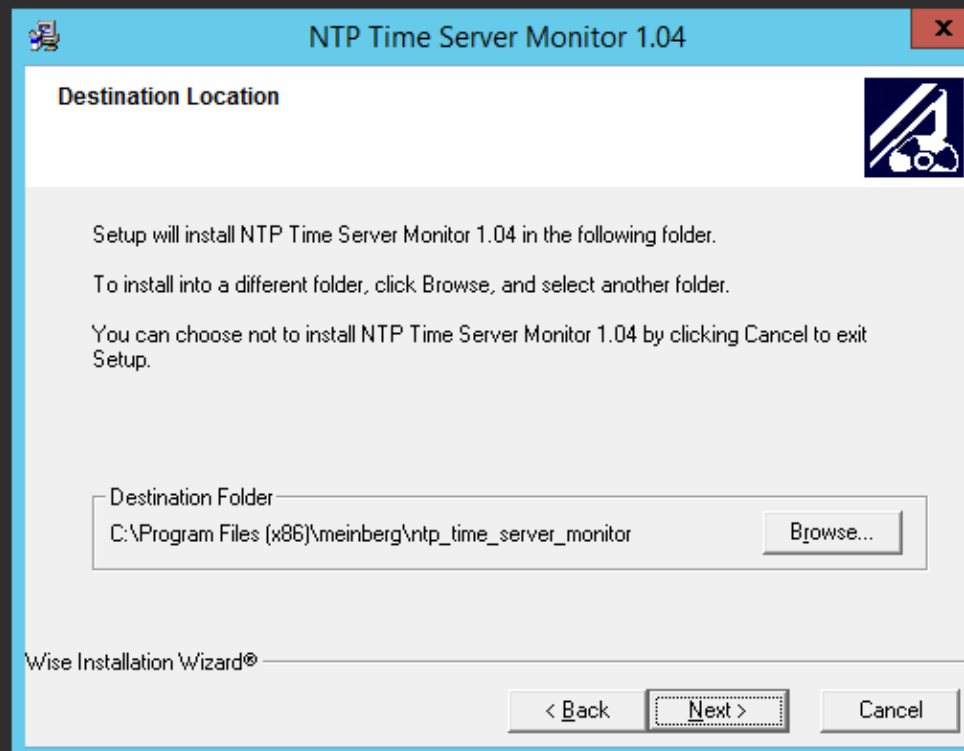 NTP Time Server Monitor 1.04
x
Destination Location
Setup will install NTP Time Server Monitor 1.04 in the following folder.
To install into a different folder, click Browse, and select another folder.
You can choose not to install NTP Time Server Monitor 1.04 by clicking Cancel to exit
Setup.
Destination Folder
C:\Program Files (x86)\meinberg\ntp_time_server_monitor
Browse...
Wise Installation Wizard®
< Back
Next >
Cancel